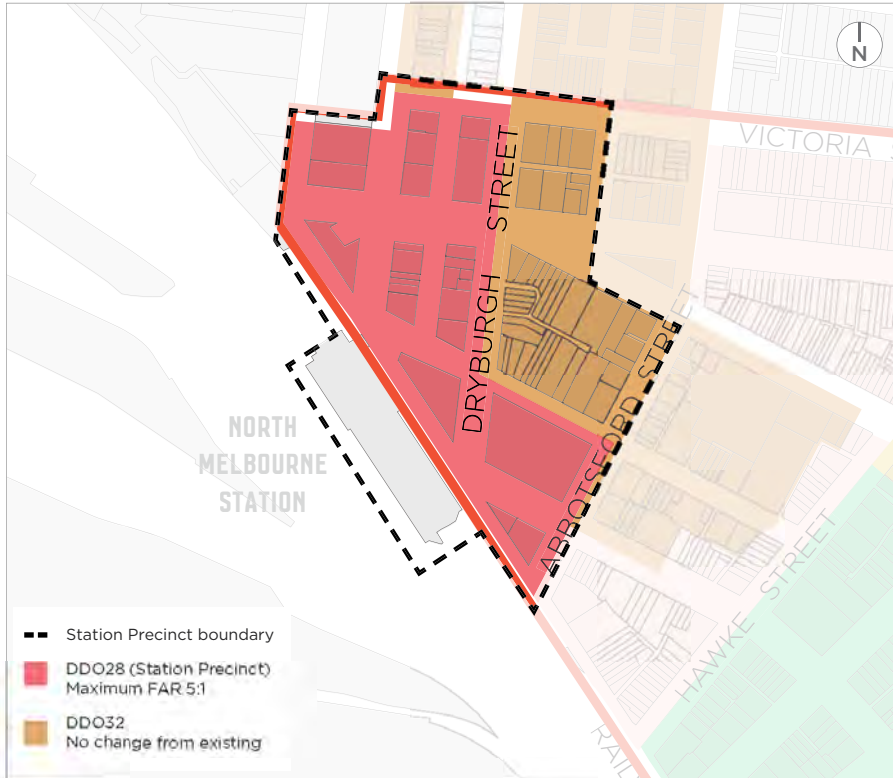 N
VICTORIA S
DRYBURGH STREET
ABBOTSFORD STREET
HAWKE STREET
RAIL
NORTH
MELBOURNE
STATION
Station Precinct boundary
DDO28 (Station Precinct)
Maximum FAR 5:1
DDO32
No change from existing